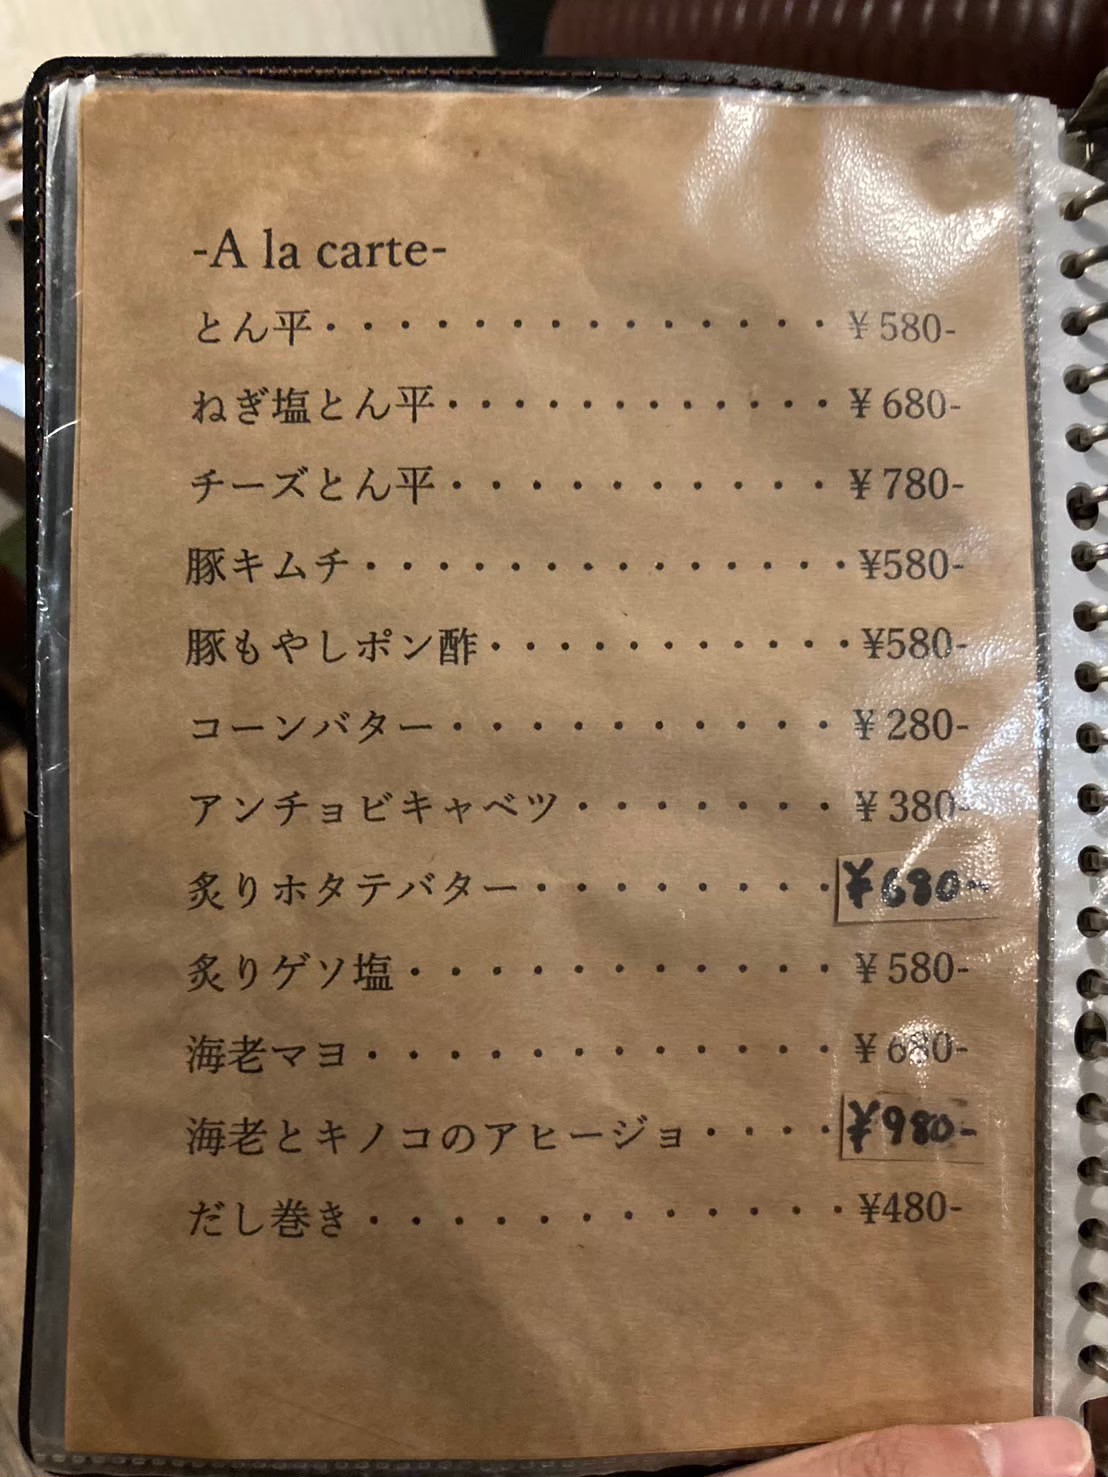 -A la carte-
とん平・・・・・・・・・・・・・・¥580-
ねぎ塩とん平・・・・・・・・・・・・¥680-
チーズとん平・・・・・・・・・・・¥780-
豚キムチ・・・・・・・・・・・・・・¥580-
豚もやしポン酢・・・・・・・・・・・¥580-
コーンバター・・・・・・・・・・・¥280-
アンチョビキャベツ・・・・・・・¥380-
炙りホタテバター・・・・・・・・¥680-
炙りゲソ塩・・・・・・・・・・・¥580-
海老マヨ・・・・・・・・・・・・¥680-
海老とキノコのアヒージョ・・・・¥980-
だし巻き・・・・・・・・・・・・¥480-